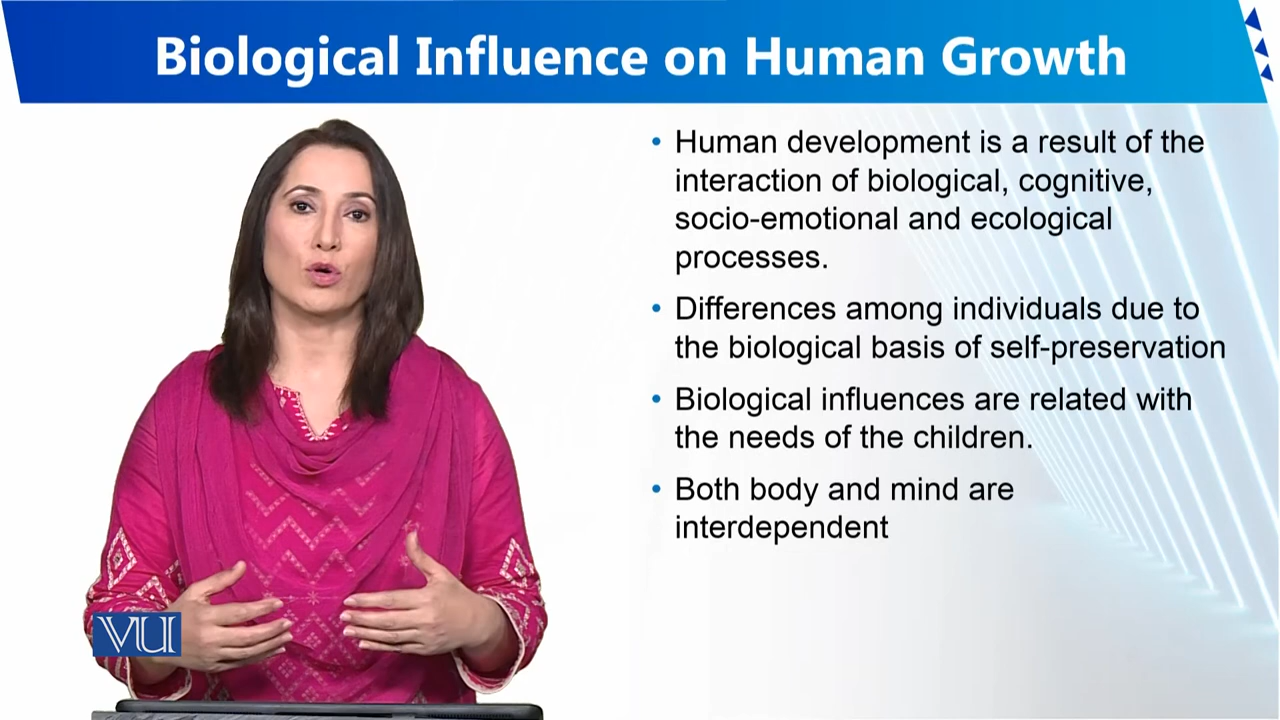 Biological Influence on Human Growth
• Human development is a result of the
interaction of biological, cognitive,
socio-emotional and ecological
processes.
• Differences among individuals due to
the biological basis of self-preservation
• Biological influences are related with
the needs of the children.
• Both body and mind are
interdependent
VU